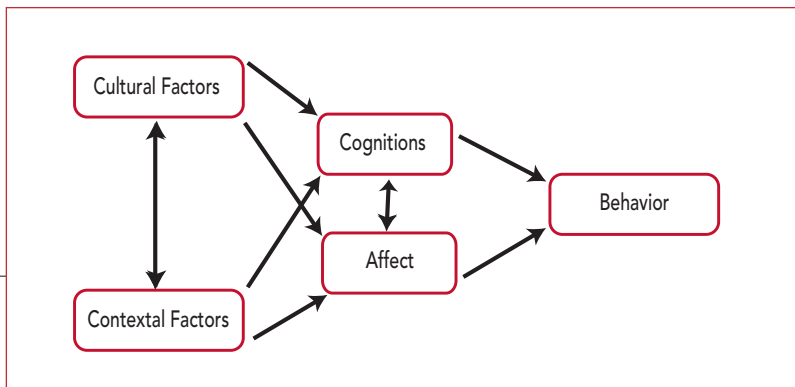 Cultural Factors
Cognitions
Behavior
Affect
Contextal Factors